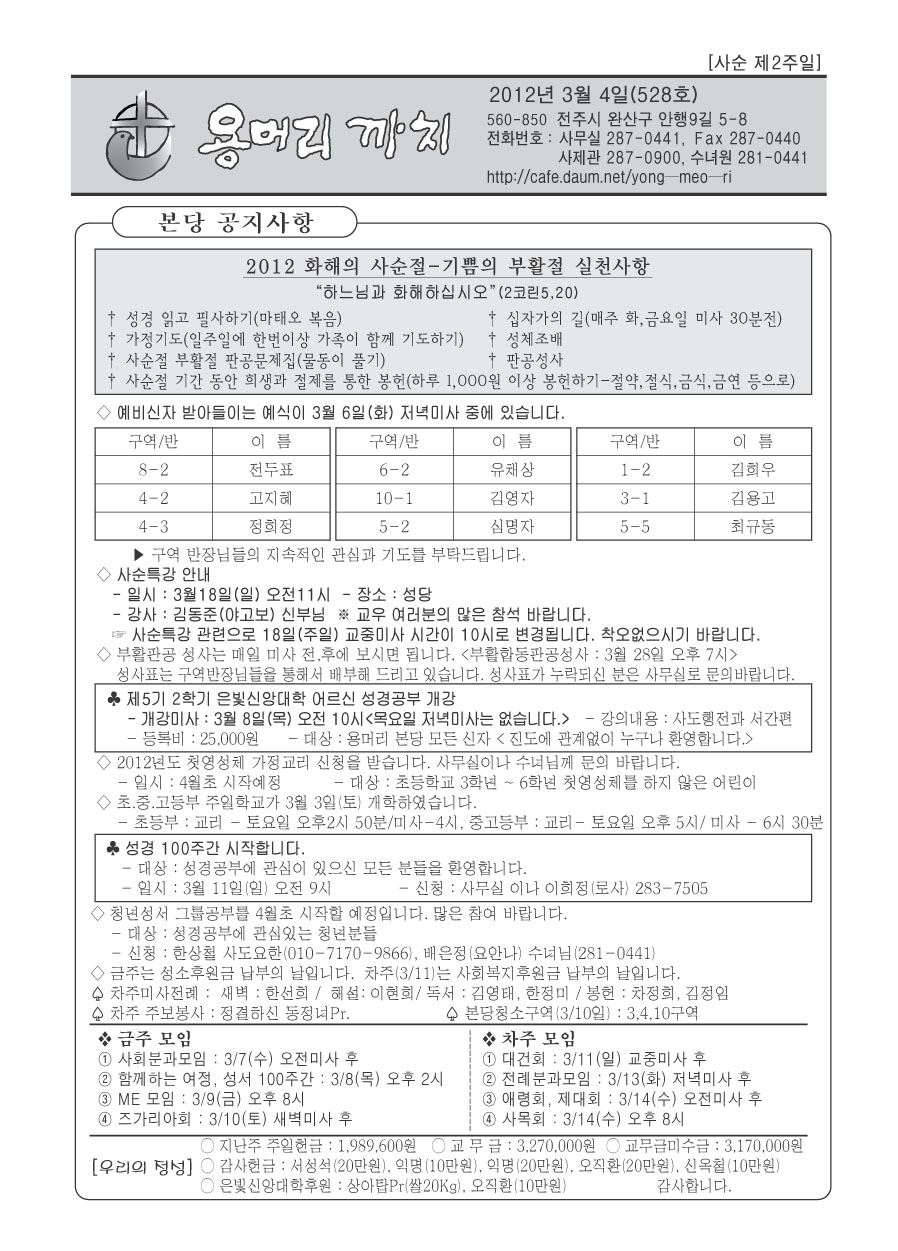 [사순 제2주일]
용머리 까치
2012년 3월 4일(528호)
560-850 전주시 완산구 안행9길 5-8
전화번호 : 사무실 287-0441, Fax 287-0440
사제관 287-0900, 수녀원 281-0441
http://cafe.daum.net/yong—meo—ri
본당 공지사항
2012 화해의 사순절-기쁨의 부활절 실천사항
“하느님과 화해하십시오”(2코린5,20)
† 성경 읽고 필사하기(마태오 복음) † 십자가의 길(매주 화,금요일 미사 30분전)
† 가정기도(일주일에 한번이상 가족이 함께 기도하기) † 성체조배
† 사순절 부활절 판공문제집(물동이 풀기) † 판공성사
† 사순절 기간 동안 희생과 절제를 통한 봉헌(하루 1,000원 이상 봉헌하기-절약,절식,금식,금연 등으로)
◇ 예비신자 받아들이는 예식이 3월 6일(화) 저녁미사 중에 있습니다.
구역/반 이 름 구역/반 이 름 구역/반 이 름
8-2 전두표 6-2 유채상 1-2 김희우
4-2 고지혜 10-1 김영자 3-1 김용고
4-3 정희정 5-2 심명자 5-5 최규동
▶ 구역 반장님들의 지속적인 관심과 기도를 부탁드립니다.
◇ 사순특강 안내
- 일시 : 3월18일(일) 오전11시 - 장소 : 성당
- 강사 : 김동준(야고보) 신부님 ※ 교우 여러분의 많은 참석 바랍니다.
☞ 사순특강 관련으로 18일(주일) 교중미사 시간이 10시로 변경됩니다. 착오없으시기 바랍니다.
◇ 부활판공 성사는 매일 미사 전,후에 보시면 됩니다. <부활합동판공성사 : 3월 28일 오후 7시>
성사표는 구역반장님들을 통해서 배부해 드리고 있습니다. 성사표가 누락되신 분은 사무실로 문의바랍니다.
♣ 제5기 2학기 은빛신앙대학 어르신 성경공부 개강
- 개강미사 : 3월 8일(목) 오전 10시<목요일 저녁미사는 없습니다.> - 강의내용 : 사도행전과 서간편
- 등록비 : 25,000원 - 대상 : 용머리 본당 모든 신자 < 진도에 관계없이 누구나 환영합니다.>
◇ 2012년도 첫영성체 가정교리 신청을 받습니다. 사무실이나 수녀님께 문의 바랍니다.
- 일시 : 4월초 시작예정 - 대상 : 초등학교 3학년 ~ 6학년 첫영성체를 하지 않은 어린이
◇ 초.중.고등부 주일학교가 3월 3일(토) 개학하였습니다.
- 초등부 : 교리 - 토요일 오후2시 50분/미사-4시, 중고등부 : 교리- 토요일 오후 5시/ 미사 - 6시 30분
♣ 성경 100주간 시작합니다.
- 대상 : 성경공부에 관심이 있으신 모든 분들을 환영합니다.
- 일시 : 3월 11일(일) 오전 9시 - 신청 : 사무실 이나 이희정(로사) 283-7505
◇ 청년성서 그룹공부를 4월초 시작할 예정입니다. 많은 참여 바랍니다.
- 대상 : 성경공부에 관심있는 청년분들
- 신청 : 한상철 사도요한(010-7170-9866), 배은정(요안나) 수녀님(281-0441)
◇ 금주는 성소후원금 납부의 날입니다. 차주(3/11)는 사회복지후원금 납부의 날입니다.
♤ 차주미사전례 : 새벽 : 한선희 / 해설: 이현희/ 독서 : 김영태, 한정미 / 봉헌 : 차정희, 김정임
♤ 차주 주보봉사 : 정결하신 동정녀Pr. ♤ 본당청소구역(3/10일) : 3,4,10구역
❖ 금주 모임
① 사회분과모임 : 3/7(수) 오전미사 후
② 함께하는 여정, 성서 100주간 : 3/8(목) 오후 2시
③ ME 모임 : 3/9(금) 오후 8시
④ 즈가리아회 : 3/10(토) 새벽미사 후
❖ 차주 모임
① 대건회 : 3/11(일) 교중미사 후
② 전례분과모임 : 3/13(화) 저녁미사 후
③ 애령회, 제대회 : 3/14(수) 오전미사 후
④ 사목회 : 3/14(수) 오후 8시
[우리의 정성]
○ 지난주 주일헌금 : 1,989,600원 ○ 교 무 금 : 3,270,000원 ○ 교무금미수금 : 3,170,000원
○ 감사헌금 : 서성석(20만원), 익명(10만원), 익명(20만원), 오직환(20만원), 신옥철(10만원)
○ 은빛신앙대학후원 : 상아탑Pr(쌀20Kg), 오직환(10만원) 감사합니다.